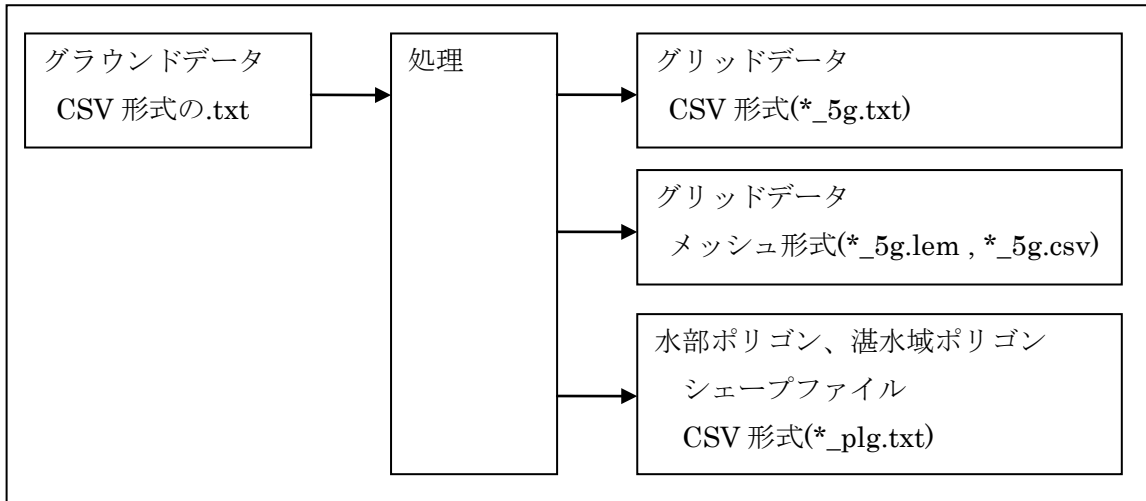 グラウンドデータ
CSV 形式の.txt
処理
グリッドデータ
CSV 形式(*_5g.txt)
グリッドデータ
メッシュ形式(*_5g.lem , *_5g.csv)
水部ポリゴン、湛水域ポリゴン
シェープファイル
CSV 形式(*_plg.txt)